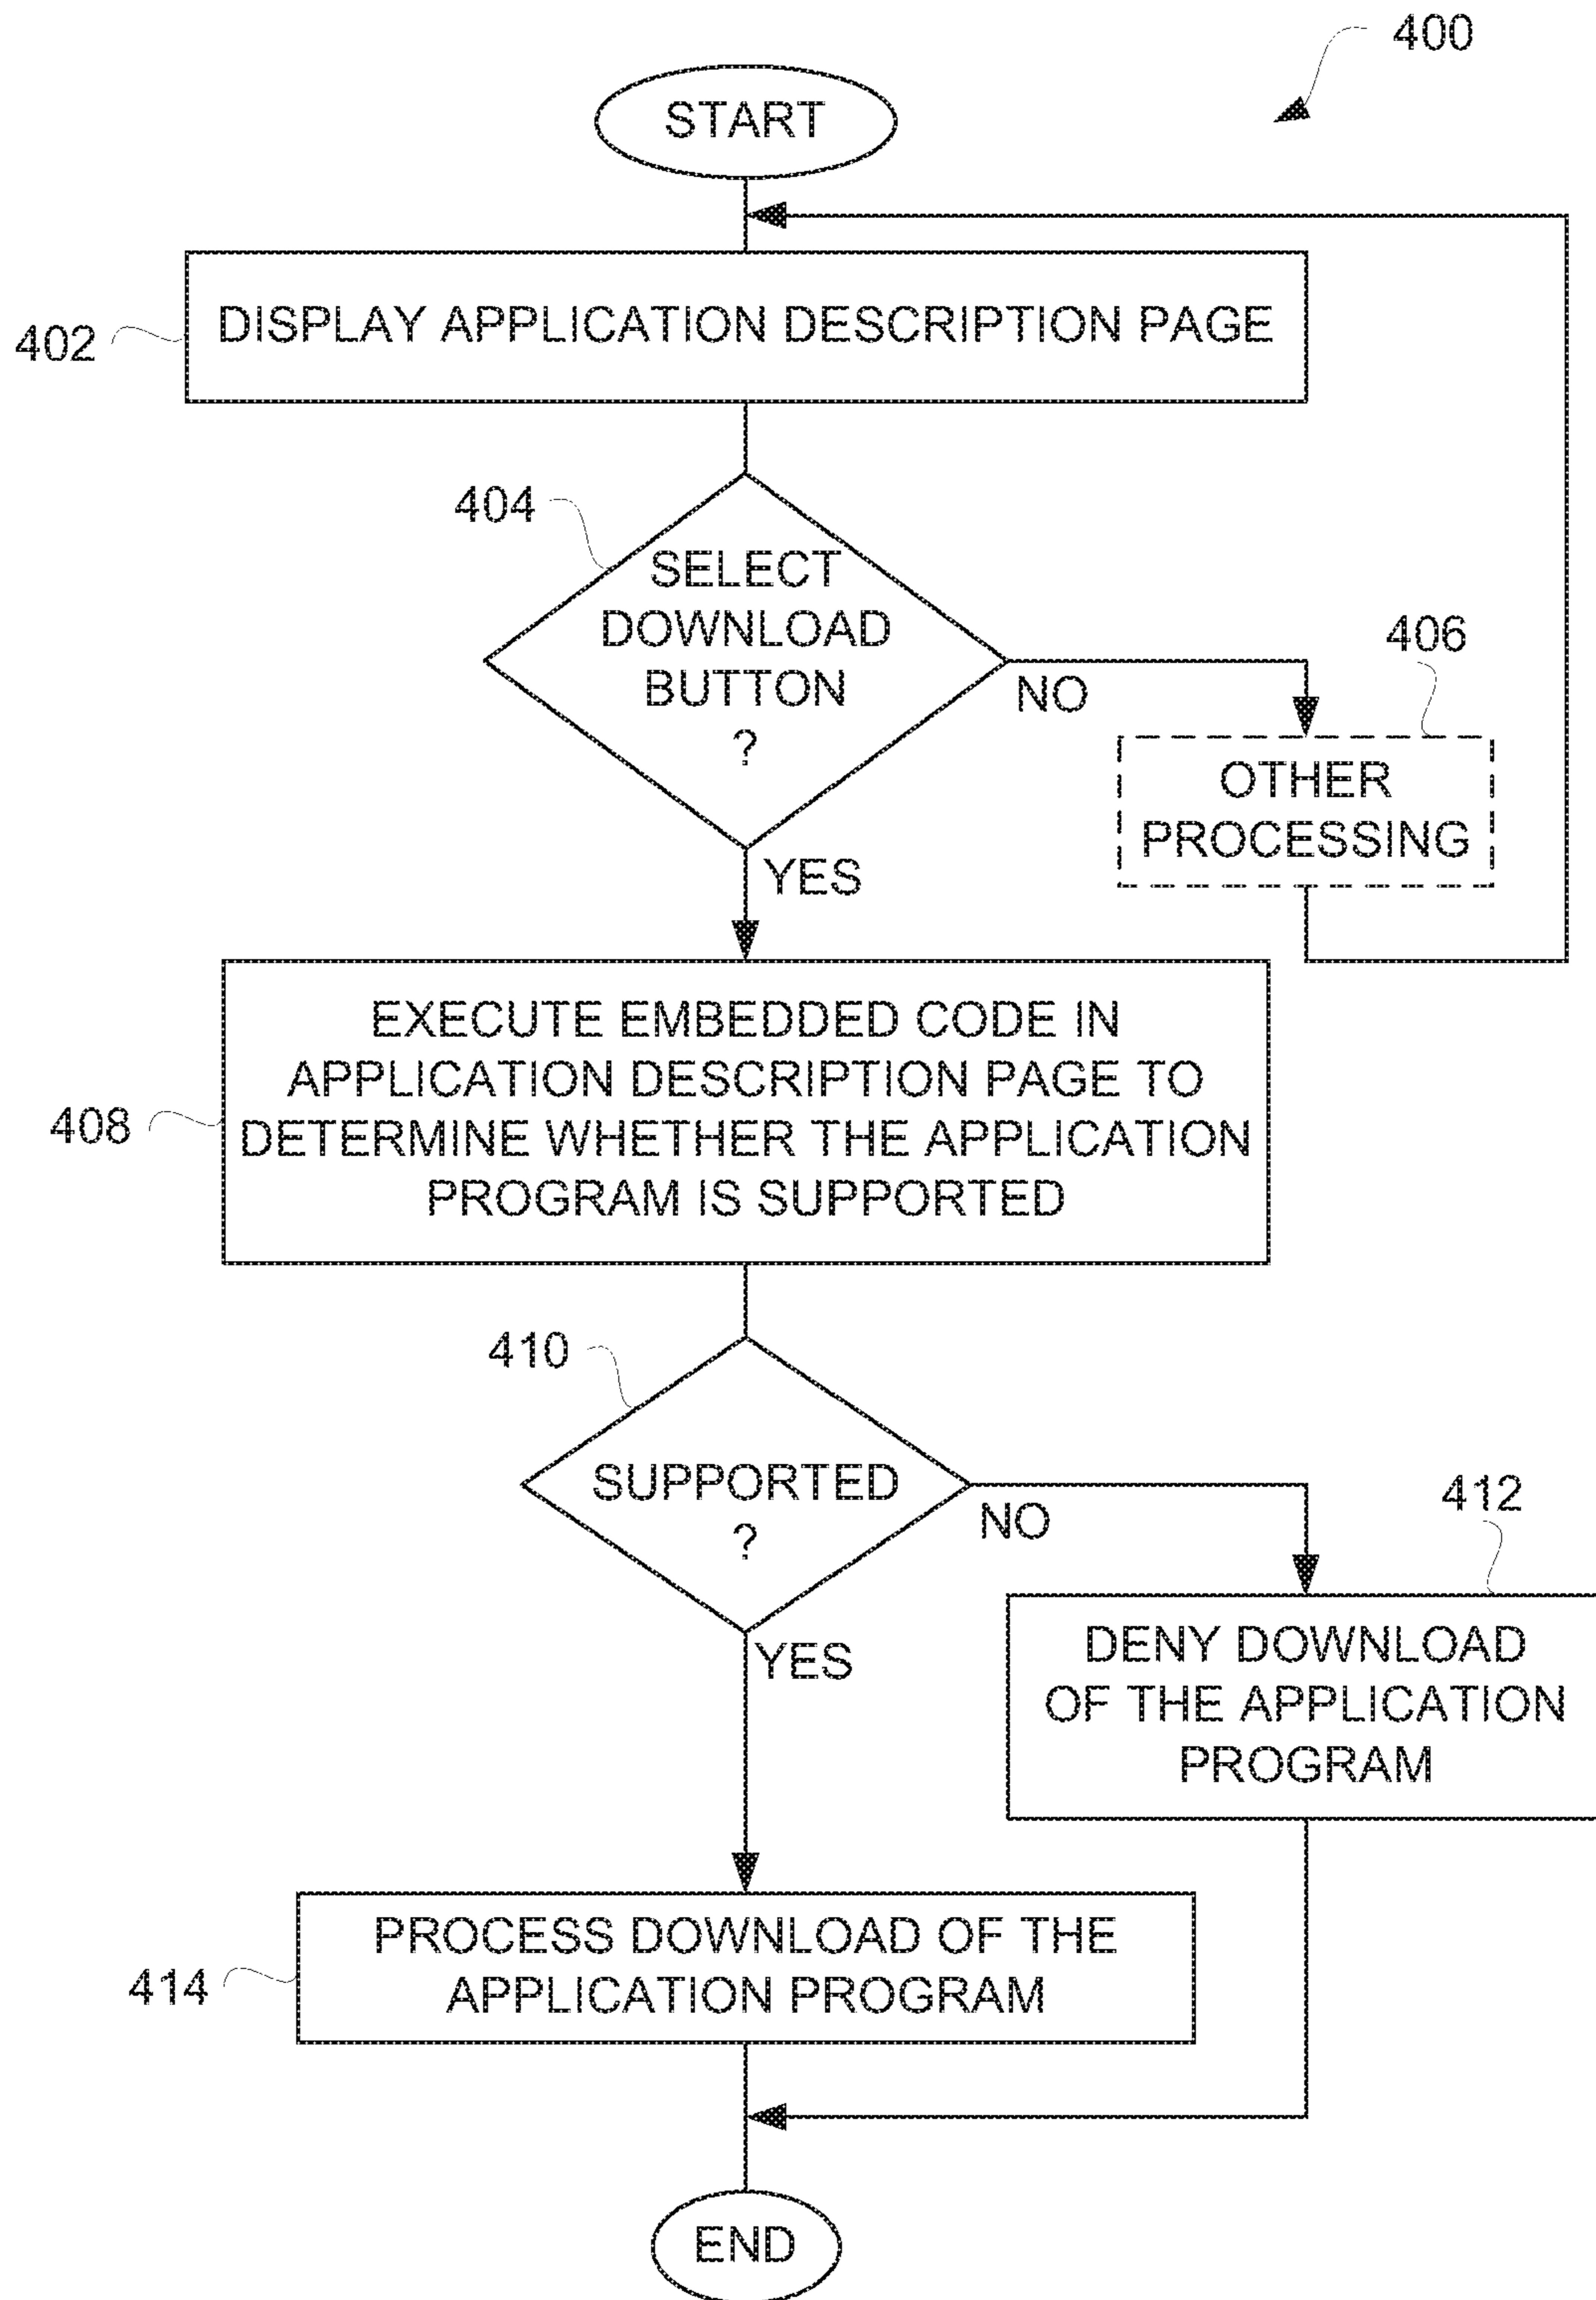 400
START
402
DISPLAY APPLICATION DESCRIPTION PAGE
404
SELECT
DOWNLOAD
BUTTON
?
NO
406
OTHER
PROCESSING
YES
408
EXECUTE EMBEDDED CODE IN
APPLICATION DESCRIPTION PAGE TO
DETERMINE WHETHER THE APPLICATION
PROGRAM IS SUPPORTED
410
SUPPORTED
?
NO
412
DENY DOWNLOAD
OF THE APPLICATION
PROGRAM
YES
414
PROCESS DOWNLOAD OF THE
APPLICATION PROGRAM
END